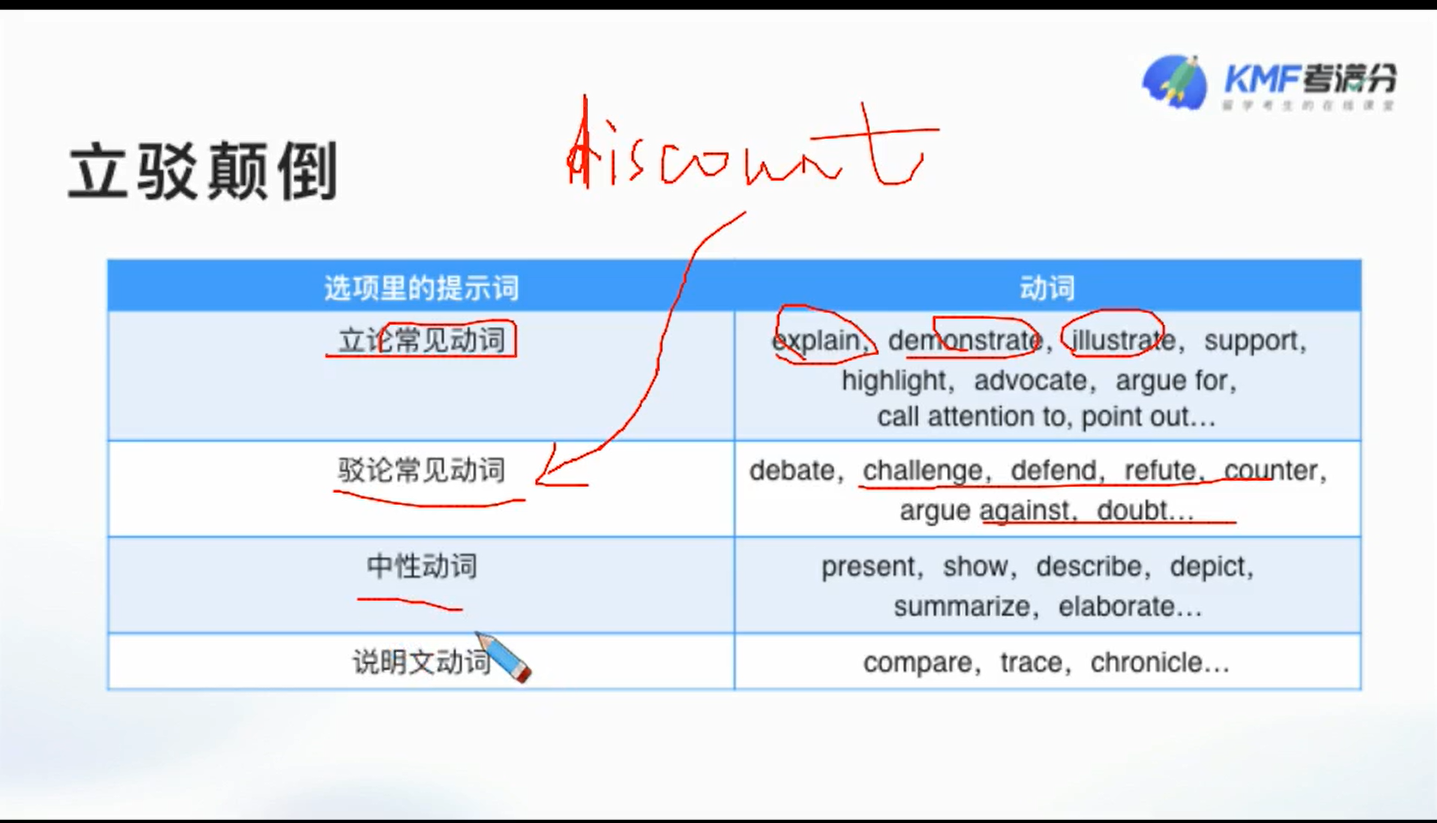 KMF考满分
留学考生的在线课堂
discount
立驳颠倒
选项里的提示词 动词
立论常见动词 explain, demonstrate, illustrate, support,
highlight, advocate, argue for,
call attention to, point out…
驳论常见动词 debate, challenge, defend, refute, counter,
argue against, doubt…
中性动词 present, show, describe, depict,
summarize, elaborate…
说明文动词 compare, trace, chronicle…